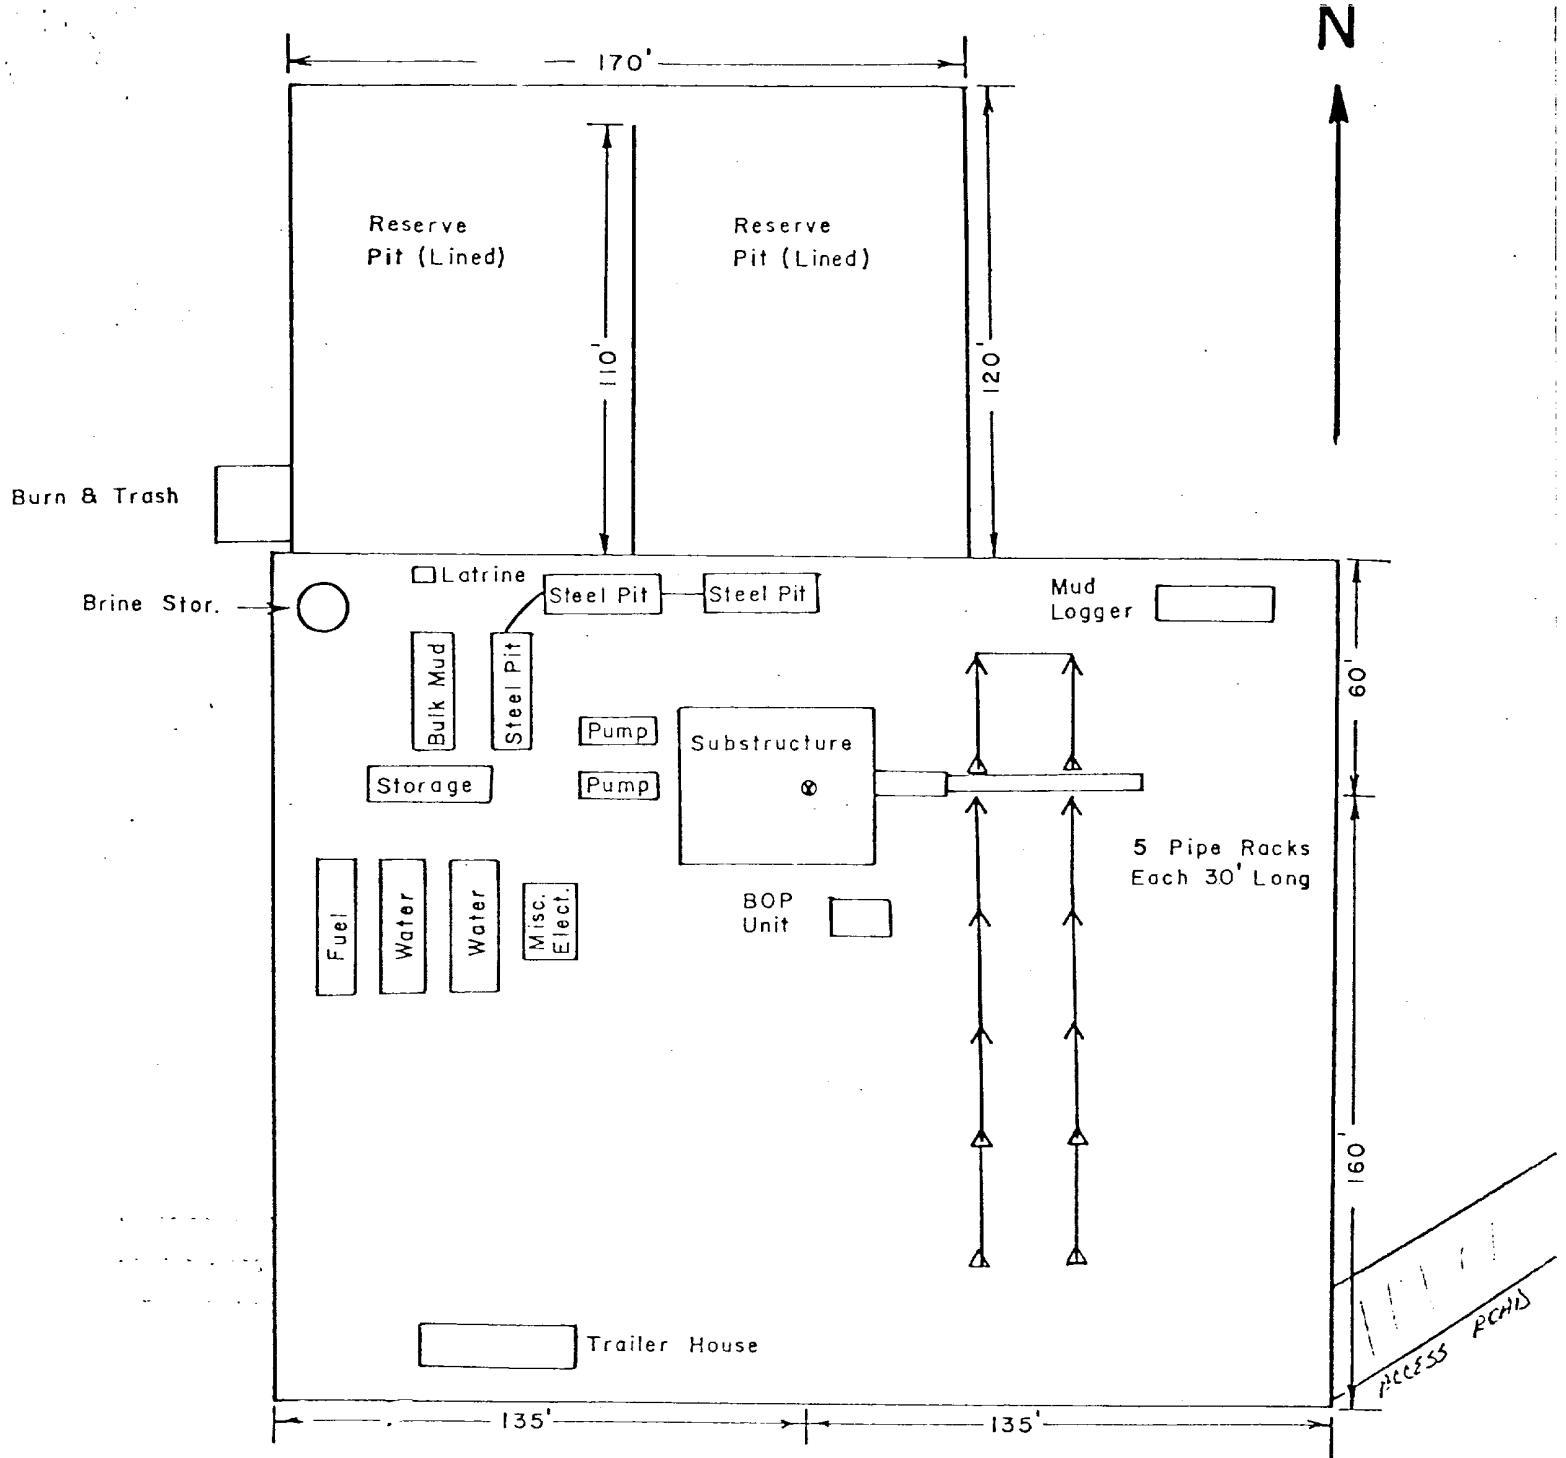 N
170'
Reserve
Pit (Lined)
Reserve
Pit (Lined)
110'
120'
Burn & Trash
Latrine
Steel Pit
Steel Pit
Mud
Logger
Brine Stor.
Bulk Mud
Steel Pit
60'
Pump
Substructure
Storage
Pump
5 Pipe Racks
Each 30' Long
BOP
Unit
Fuel
Water
Water
Misc.
Elect.
160'
ACCESS ROAD
Trailer House
135'
135'